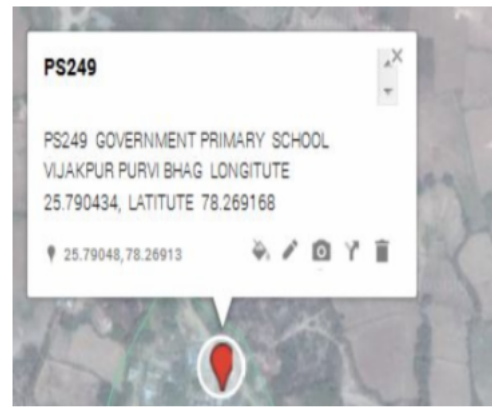 PS249
PS249 GOVERNMENT PRIMARY SCHOOL
VIJAKPUR PURVI BHAG LONGITUTE
25.790434, LATITUTE 78.269168
25.79048,78.26913